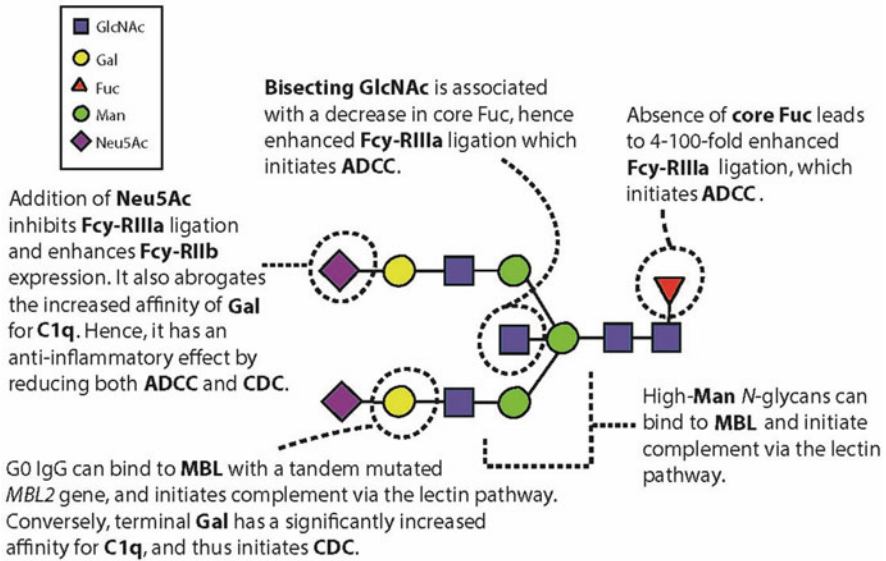 GlcNAc
Gal
Fuc
Man
Neu5Ac
Bisecting GlcNAc is associated
with a decrease in core Fuc, hence
enhanced Fcy-RIIIa ligation which
initiates ADCC.
Absence of core Fuc leads
to 4-100-fold enhanced
Fcy-RIIIa ligation, which
initiates ADCC .
Addition of Neu5Ac
inhibits Fcy-RIIIa ligation
and enhances Fcy-RIIb
expression. It also abrogates
the increased affinity of Gal
for C1q. Hence, it has an
anti-inflammatory effect by
reducing both ADCC and CDC.
High-Man N-glycans can
bind to MBL and initiate
complement via the lectin
pathway.
G0 IgG can bind to MBL with a tandem mutated
MBL2 gene, and initiates complement via the lectin pathway.
Conversely, terminal Gal has a significantly increased
affinity for C1q, and thus initiates CDC.